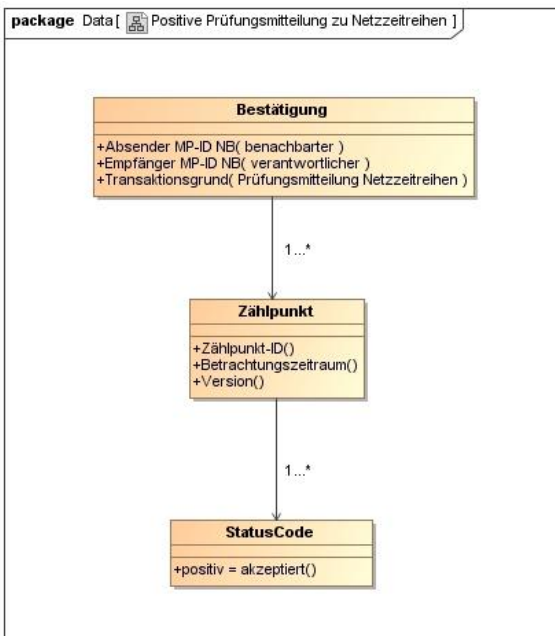 package Data [ Positive Prüfungsmitteilung zu Netzzeitreihen ]
Bestätigung
+Absender MP-ID NB( benachbarter )
+Empfänger MP-ID NB( verantwortlicher )
+Transaktionsgrund( Prüfungsmitteilung Netzzeitreihen )
1...*
Zählpunkt
+Zählpunkt-ID()
+Betrachtungszeitraum()
+Version()
1...*
StatusCode
+positiv = akzeptiert()